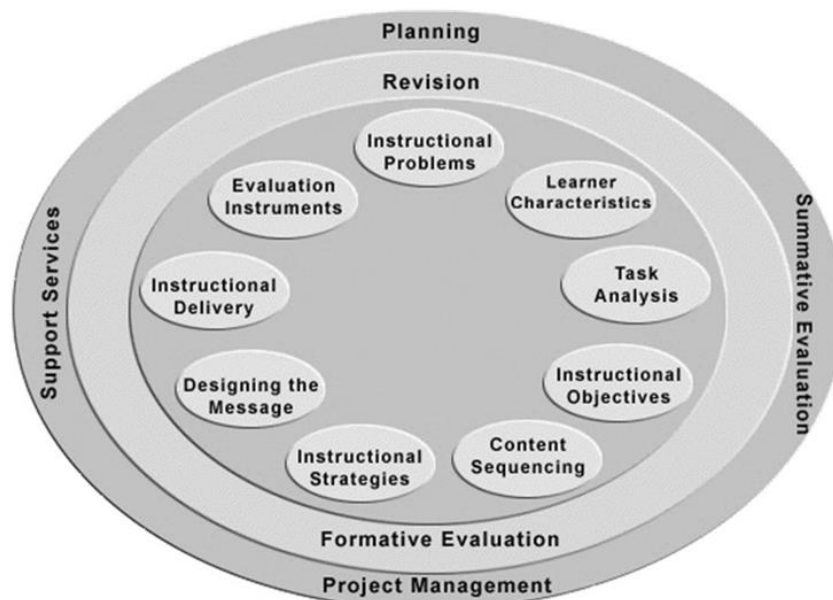 Planning
Revision
Instructional
Problems
Learner
Characteristics
Task
Analysis
Instructional
Objectives
Content
Sequencing
Instructional
Strategies
Designing the
Message
Instructional
Delivery
Evaluation
Instruments
Support Services
Summative Evaluation
Formative Evaluation
Project Management